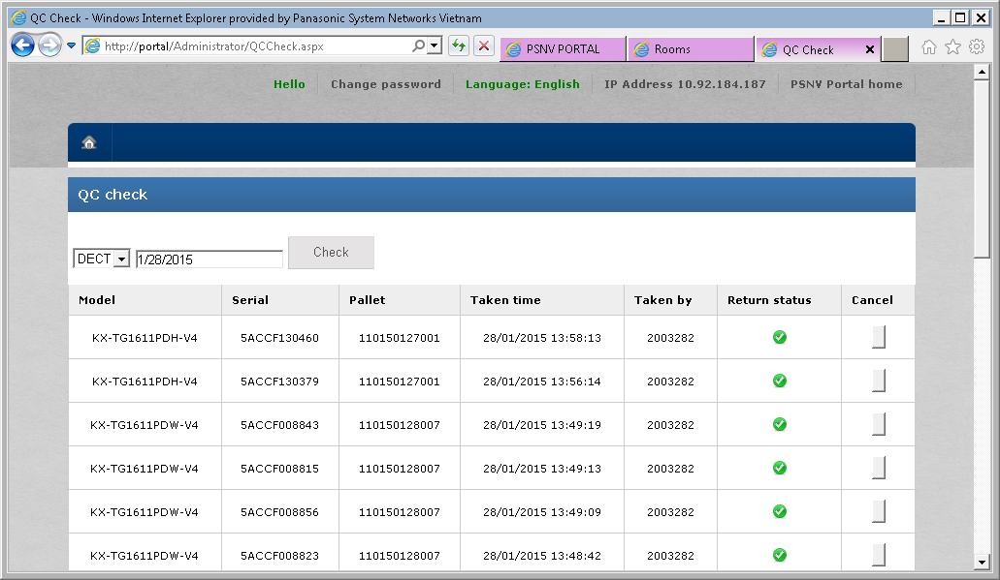 QC Check - Windows Internet Explorer provided by Panasonic System Networks Vietnam
http://portal/Administrator/QCCheck.aspx
PSNV PORTAL
Rooms
QC Check
Hello
Change password
Language: English
IP Address 10.92.184.187
PSNV Portal home
QC check
DECT
1/28/2015
Check
Model Serial Pallet Taken time Taken by Return status Cancel
KX-TG1611PDH-V4 5ACCF130460 110150127001 28/01/2015 13:58:13 2003282
KX-TG1611PDH-V4 5ACCF130379 110150127001 28/01/2015 13:56:14 2003282
KX-TG1611PDW-V4 5ACCF008843 110150128007 28/01/2015 13:49:19 2003282
KX-TG1611PDW-V4 5ACCF008815 110150128007 28/01/2015 13:49:13 2003282
KX-TG1611PDW-V4 5ACCF008856 110150128007 28/01/2015 13:49:09 2003282
KX-TG1611PDW-V4 5ACCF008823 110150128007 28/01/2015 13:48:42 2003282